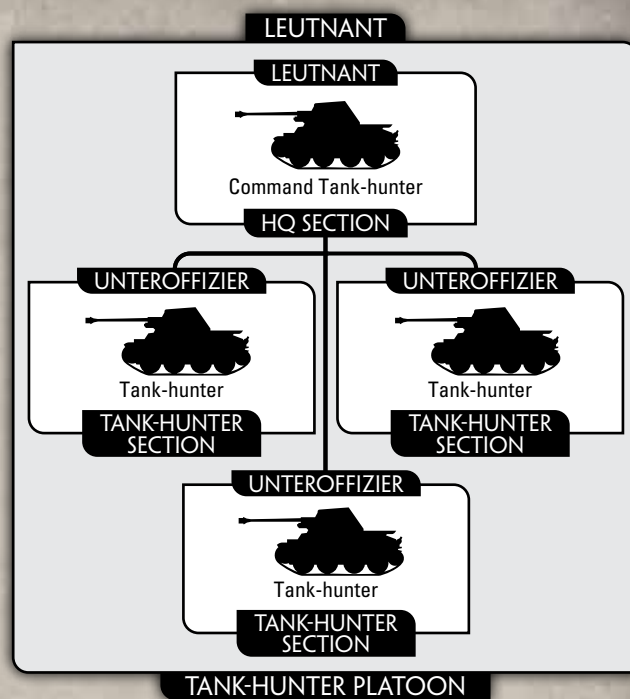 LEUTNANT
LEUTNANT
Command Tank-hunter
HQ SECTION
UNTEROFFIZIER
Tank-hunter
TANK-HUNTER
SECTION
UNTEROFFIZIER
Tank-hunter
TANK-HUNTER
SECTION
UNTEROFFIZIER
Tank-hunter
TANK-HUNTER
SECTION
TANK-HUNTER PLATOON